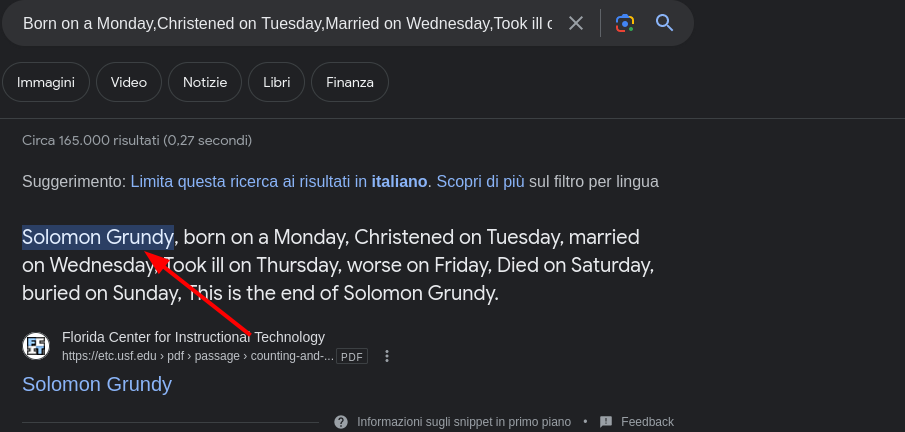 Born on a Monday,Christened on Tuesday,Married on Wednesday,Took ill
Immagini Video Notizie Libri Finanza
Circa 165.000 risultati (0,27 secondi)
Suggerimento: Limita questa ricerca ai risultati in italiano. Scopri di più sul filtro per lingua
Solomon Grundy, born on a Monday, Christened on Tuesday, married
on Wednesday, Took ill on Thursday, worse on Friday, Died on Saturday,
buried on Sunday, This is the end of Solomon Grundy.
Florida Center for Instructional Technology
https://etc.usf.edu › pdf › passage › counting-and-... PDF
Solomon Grundy
Informazioni sugli snippet in primo piano • Feedback